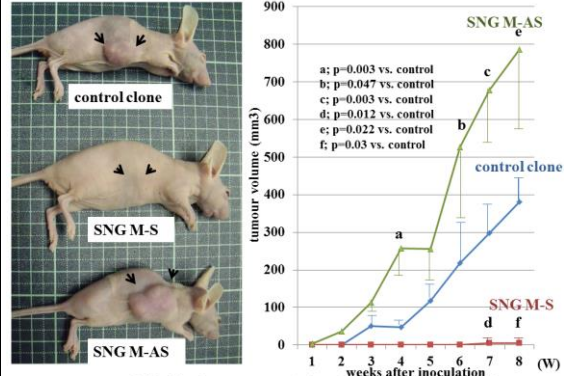 control clone
SNG M-S
SNG M-AS
900
800
700
600
500
400
300
200
100
0
tumour volume (mm3)
SNG M-AS
a; p=0.003 vs. control
b; p=0.047 vs. control
c; p=0.003 vs. control
d; p=0.012 vs. control
e; p=0.022 vs. control
f; p=0.03 vs. control
a
b
c
e
control clone
SNG M-S
d
f
1 2 3 4 5 6 7 8 (W)
weeks after inoculation